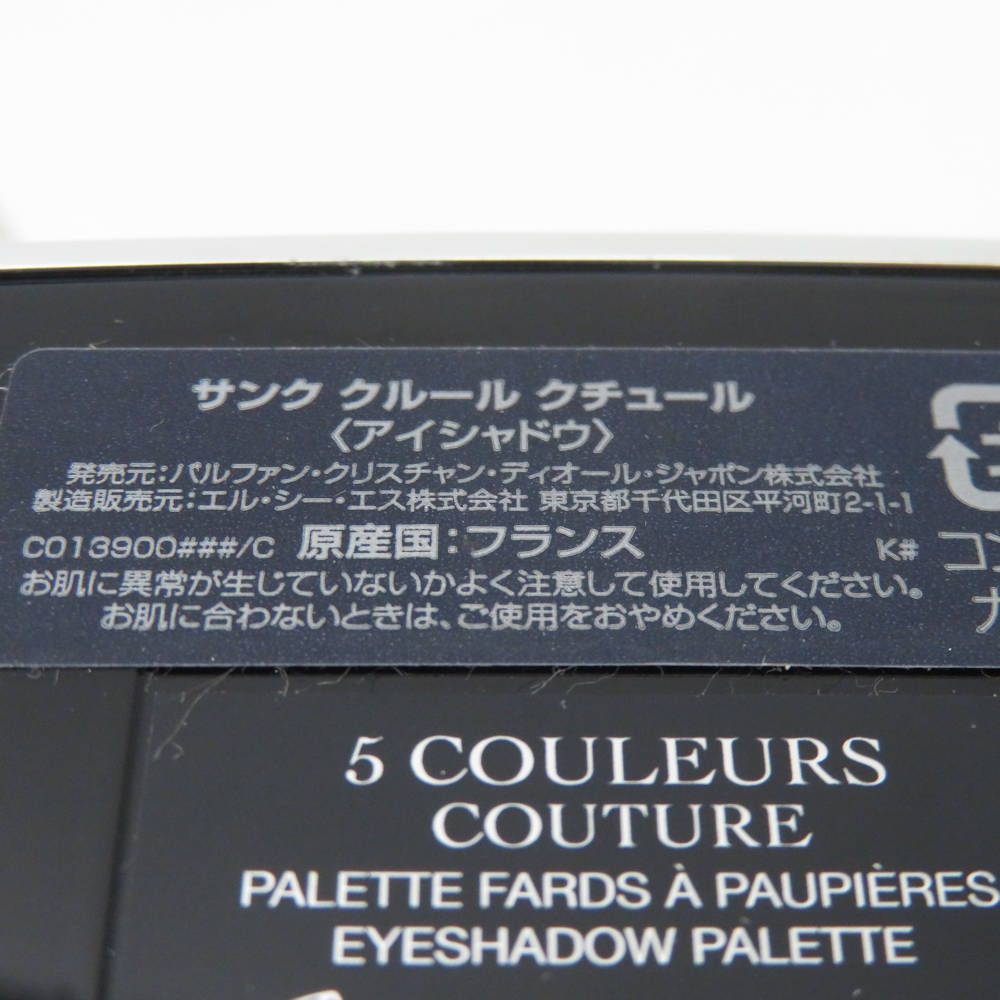 サンク クルール クチュール
〈アイシャドウ〉
発売元:パルファン・クリスチャン・ディオール・ジャポン株式会社
製造販売元:エル・シー・エス株式会社 東京都千代田区平河町2-1-1
C013900###/C 原産国:フランス K#
お肌に異常が生じていないかよく注意して使用してください。
お肌に合わないときは、ご使用をおやめください。
コン
5 COULEURS
COUTURE
PALETTE FARDS À PAUPIÈRES
EYESHADOW PALETTE